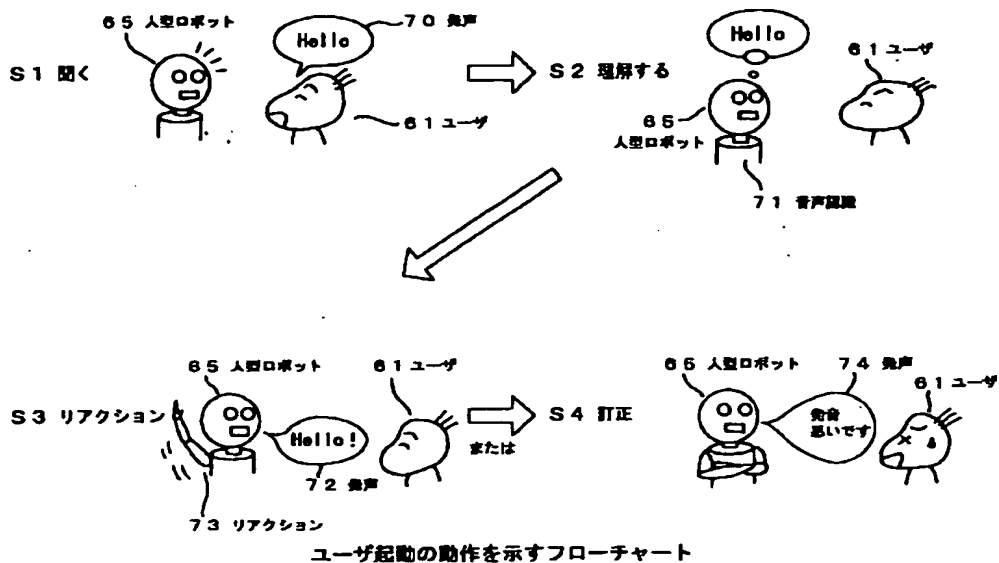 65 人型ロボット
70 発声
Hello
S1 聞く
61 ユーザ
Hello
61 ユーザ
S2 理解する
65
人型ロボット
71 音声認識
65 人型ロボット
61 ユーザ
S3 リアクション
Hello!
72 発声
73 リアクション
または
65 人型ロボット
74 発声
61 ユーザ
S4 訂正
発音
悪いです
ユーザ起動の動作を示すフローチャート